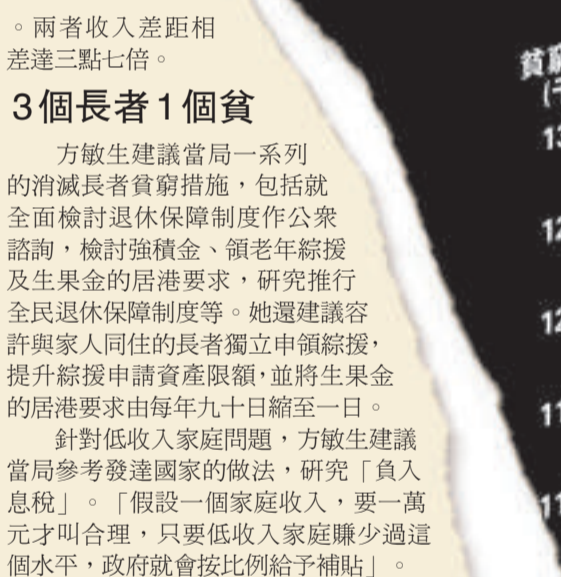 。兩者收入差距相
差達三點七倍。
3個長者1個貧
方敏生建議當局一系列
的消滅長者貧窮措施，包括就
全面檢討退休保障制度作公衆
諮詢，檢討強積金、領老年綜援
及生果金的居港要求，研究推行
全民退休保障制度等。她還建議容
許與家人同住的長者獨立申領綜援，
提升綜援申請資產限額，並將生果金
的居港要求由每年九十日縮至一日。
針對低收入家庭問題，方敏生建議
當局參考發達國家的做法，研究「負入
息稅」。「假設一個家庭收入，要一萬
元才叫合理，只要低收入家庭賺少過這
個水平，政府就會按比例給予補貼」。
貧窮
(千
13
12
12
11
11